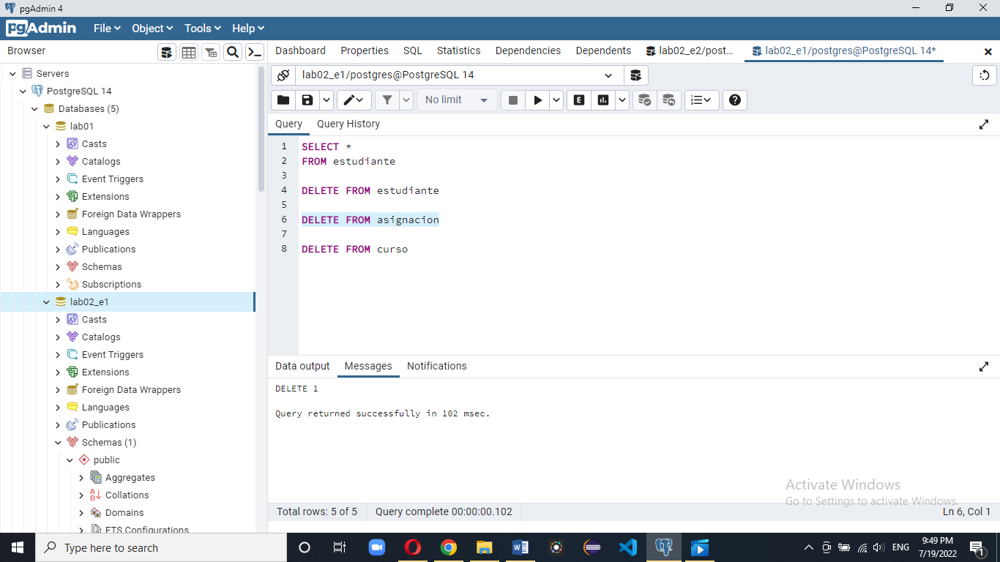 pgAdmin 4
pgAdmin File Object Tools Help
Browser
Dashboard Properties SQL Statistics Dependencies Dependents lab02_e2/post... lab02_e1/postgres@PostgreSQL 14*
Servers
PostgreSQL 14
Databases (5)
lab01
Casts
Catalogs
Event Triggers
Extensions
Foreign Data Wrappers
Languages
Publications
Schemas
Subscriptions
lab02_e1
Casts
Catalogs
Event Triggers
Extensions
Foreign Data Wrappers
Languages
Publications
Schemas (1)
public
Aggregates
Collations
Domains
FTS Configurations
lab02_e1/postgres@PostgreSQL 14
No limit
Query Query History
1 SELECT *
2 FROM estudiante
3
4 DELETE FROM estudiante
5
6 DELETE FROM asignacion
7
8 DELETE FROM curso
Data output Messages Notifications
DELETE 1
Query returned successfully in 102 msec.
Activate Windows
Go to Settings to activate Windows.
Total rows: 5 of 5 Query complete 00:00:00.102 Ln 6, Col 1
Type here to search
ENG
9:49 PM
7/19/2022
1